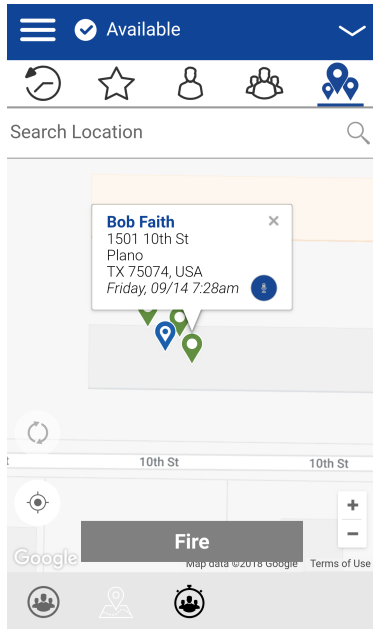 Available
Search Location
Bob Faith
1501 10th St
Plano
TX 75074, USA
Friday, 09/14 7:28am
10th St
10th St
Fire
Google
Map data ©2018 Google
Terms of Use